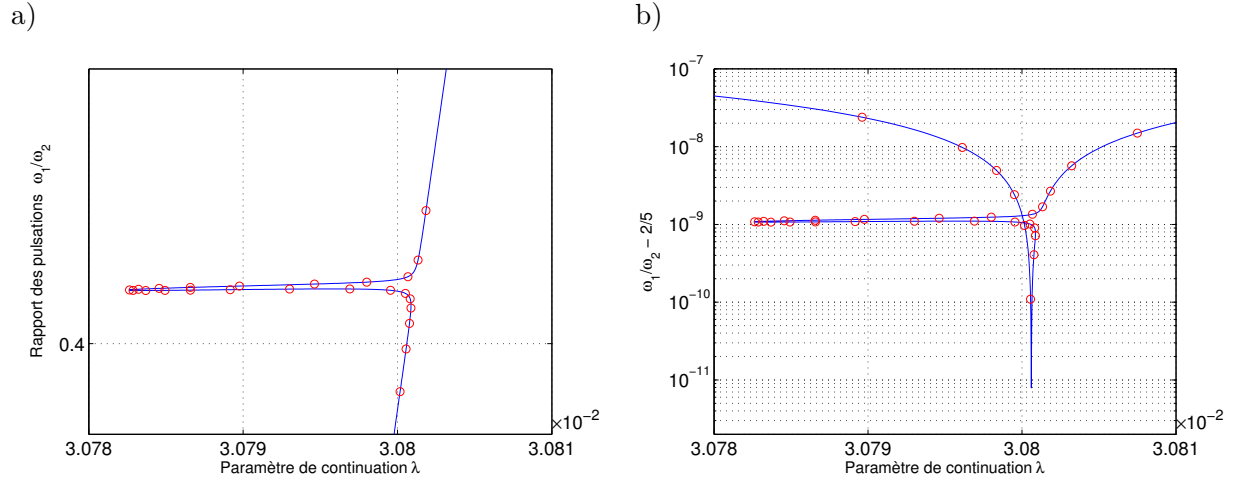 a)
Rapport des pulsations ω₁/ω₂
0.4
3.078 3.079 3.08 3.081
×10⁻²
Paramètre de continuation λ
b)
ω₁/ω₂ − 2/5
10⁻⁷
10⁻⁸
10⁻⁹
10⁻¹⁰
10⁻¹¹
3.078 3.079 3.08 3.081
×10⁻²
Paramètre de continuation λ